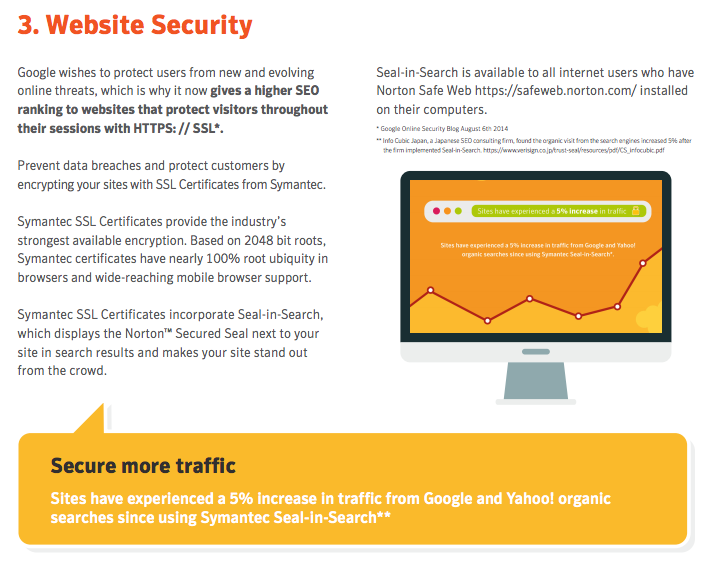 3. Website Security
Google wishes to protect users from new and evolving
online threats, which is why it now gives a higher SEO
ranking to websites that protect visitors throughout
their sessions with HTTPS: // SSL*.
Prevent data breaches and protect customers by
encrypting your sites with SSL Certificates from Symantec.
Symantec SSL Certificates provide the industry's
strongest available encryption. Based on 2048 bit roots,
Symantec certificates have nearly 100% root ubiquity in
browsers and wide-reaching mobile browser support.
Symantec SSL Certificates incorporate Seal-in-Search,
which displays the Norton™ Secured Seal next to your
site in search results and makes your site stand out
from the crowd.
Seal-in-Search is available to all internet users who have
Norton Safe Web https://safeweb.norton.com/ installed
on their computers.
* Google Online Security Blog August 6th 2014
** Info Cubic Japan, a Japanese SEO consulting firm, found the organic visit from the search engines increased 5% after
the firm implemented Seal-in-Search. https://www.verisign.co.jp/trust-seal/resources/pdf/CS_infocubic.pdf
Sites have experienced a 5% increase in traffic
Sites have experienced a 5% increase in traffic from Google and Yahoo!
organic searches since using Symantec Seal-in-Search*.
Secure more traffic
Sites have experienced a 5% increase in traffic from Google and Yahoo! organic
searches since using Symantec Seal-in-Search**